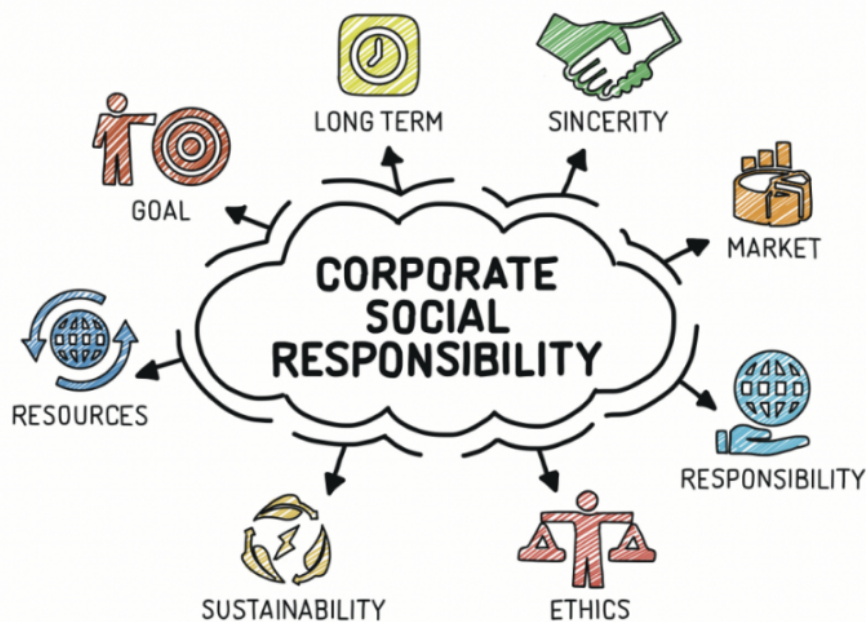 LONG TERM
SINCERITY
GOAL
MARKET
CORPORATE
SOCIAL
RESPONSIBILITY
RESOURCES
RESPONSIBILITY
SUSTAINABILITY
ETHICS